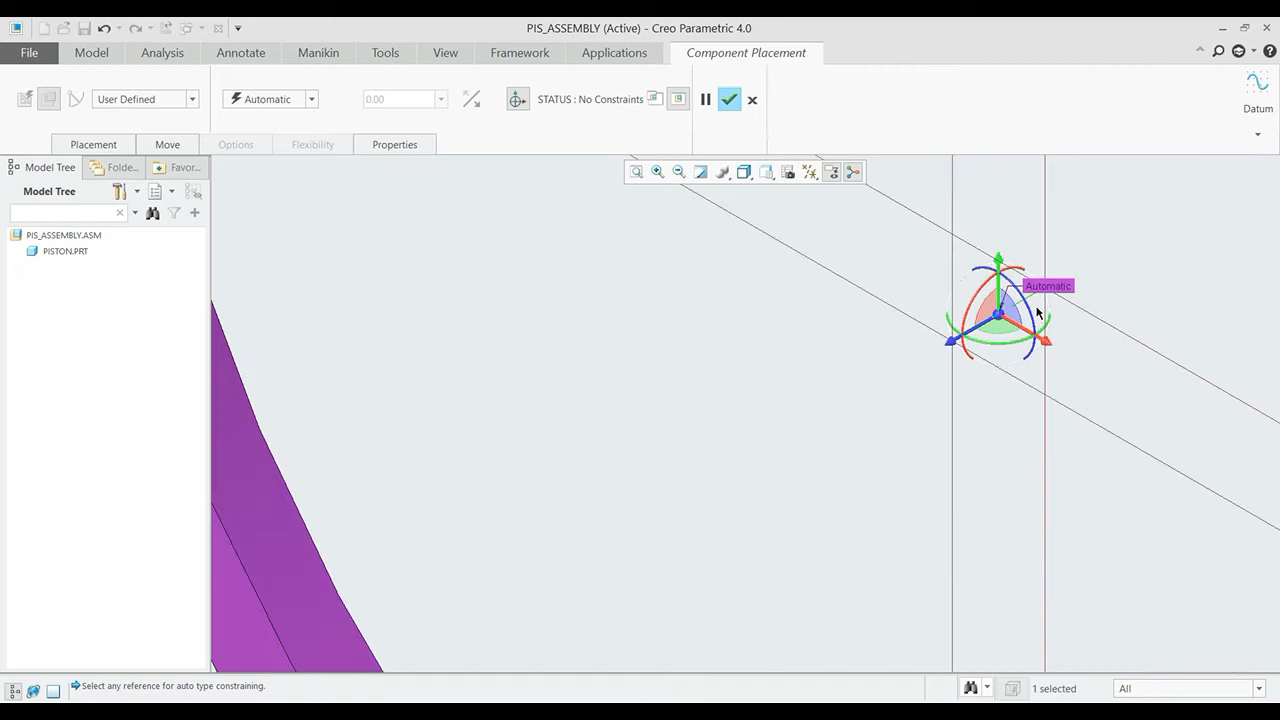 PIS_ASSEMBLY (Active) - Creo Parametric 4.0
File Model Analysis Annotate Manikin Tools View Framework Applications Component Placement
User Defined Automatic 0.00 STATUS : No Constraints
Datum
Placement Move Options Flexibility Properties
Model Tree Folde... Favor...
Model Tree
PIS_ASSEMBLY.ASM
PISTON.PRT
Automatic
Select any reference for auto type constraining.
1 selected All